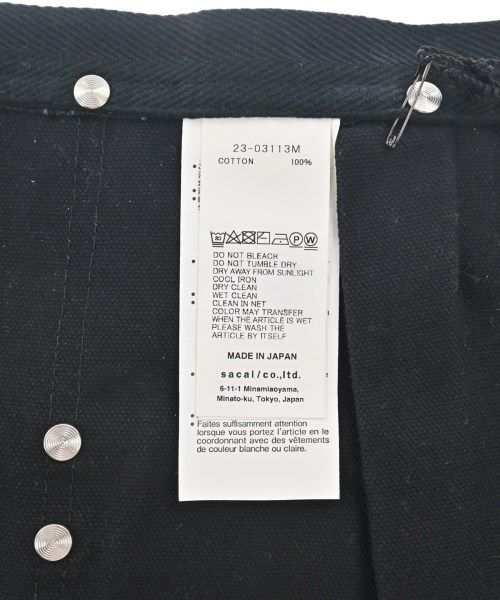 23-03113M
COTTON 100%
DO NOT BLEACH
DO NOT TUMBLE DRY
DRY AWAY FROM SUNLIGHT
COOL IRON
DRY CLEAN
WET CLEAN
CLEAN IN NET
COLOR MAY TRANSFER
WHEN THE ARTICLE IS WET
PLEASE WASH THE
ARTICLE BY ITSELF
MADE IN JAPAN
sacai/co.,ltd.
6-11-1 Minamiaoyama,
Minato-ku, Tokyo, Japan
Faites suffisamment attention
lorsque vous portez l'article en le
coordonnant avec des vêtements
de couleur blanche ou claire.